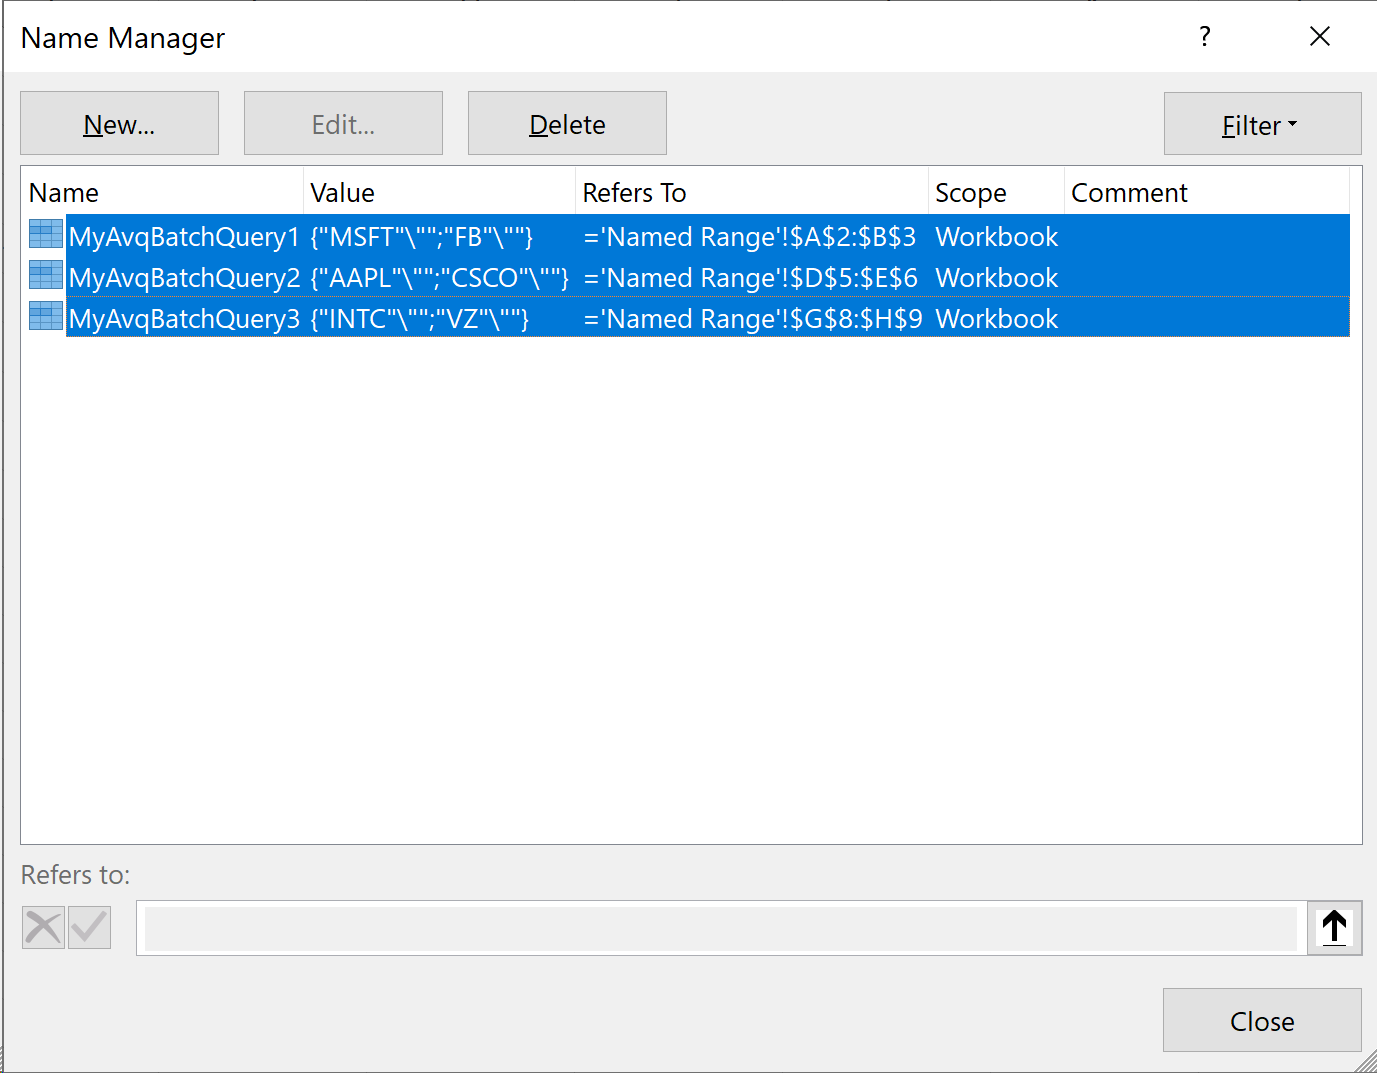 Name Manager ?
New... Edit... Delete Filter
Name Value Refers To Scope Comment
MyAvqBatchQuery1 {"MSFT"\"";"FB"\""} ='Named Range'!$A$2:$B$3 Workbook
MyAvqBatchQuery2 {"AAPL"\"";"CSCO"\""} ='Named Range'!$D$5:$E$6 Workbook
MyAvqBatchQuery3 {"INTC"\"";"VZ"\""} ='Named Range'!$G$8:$H$9 Workbook
Refers to:
Close